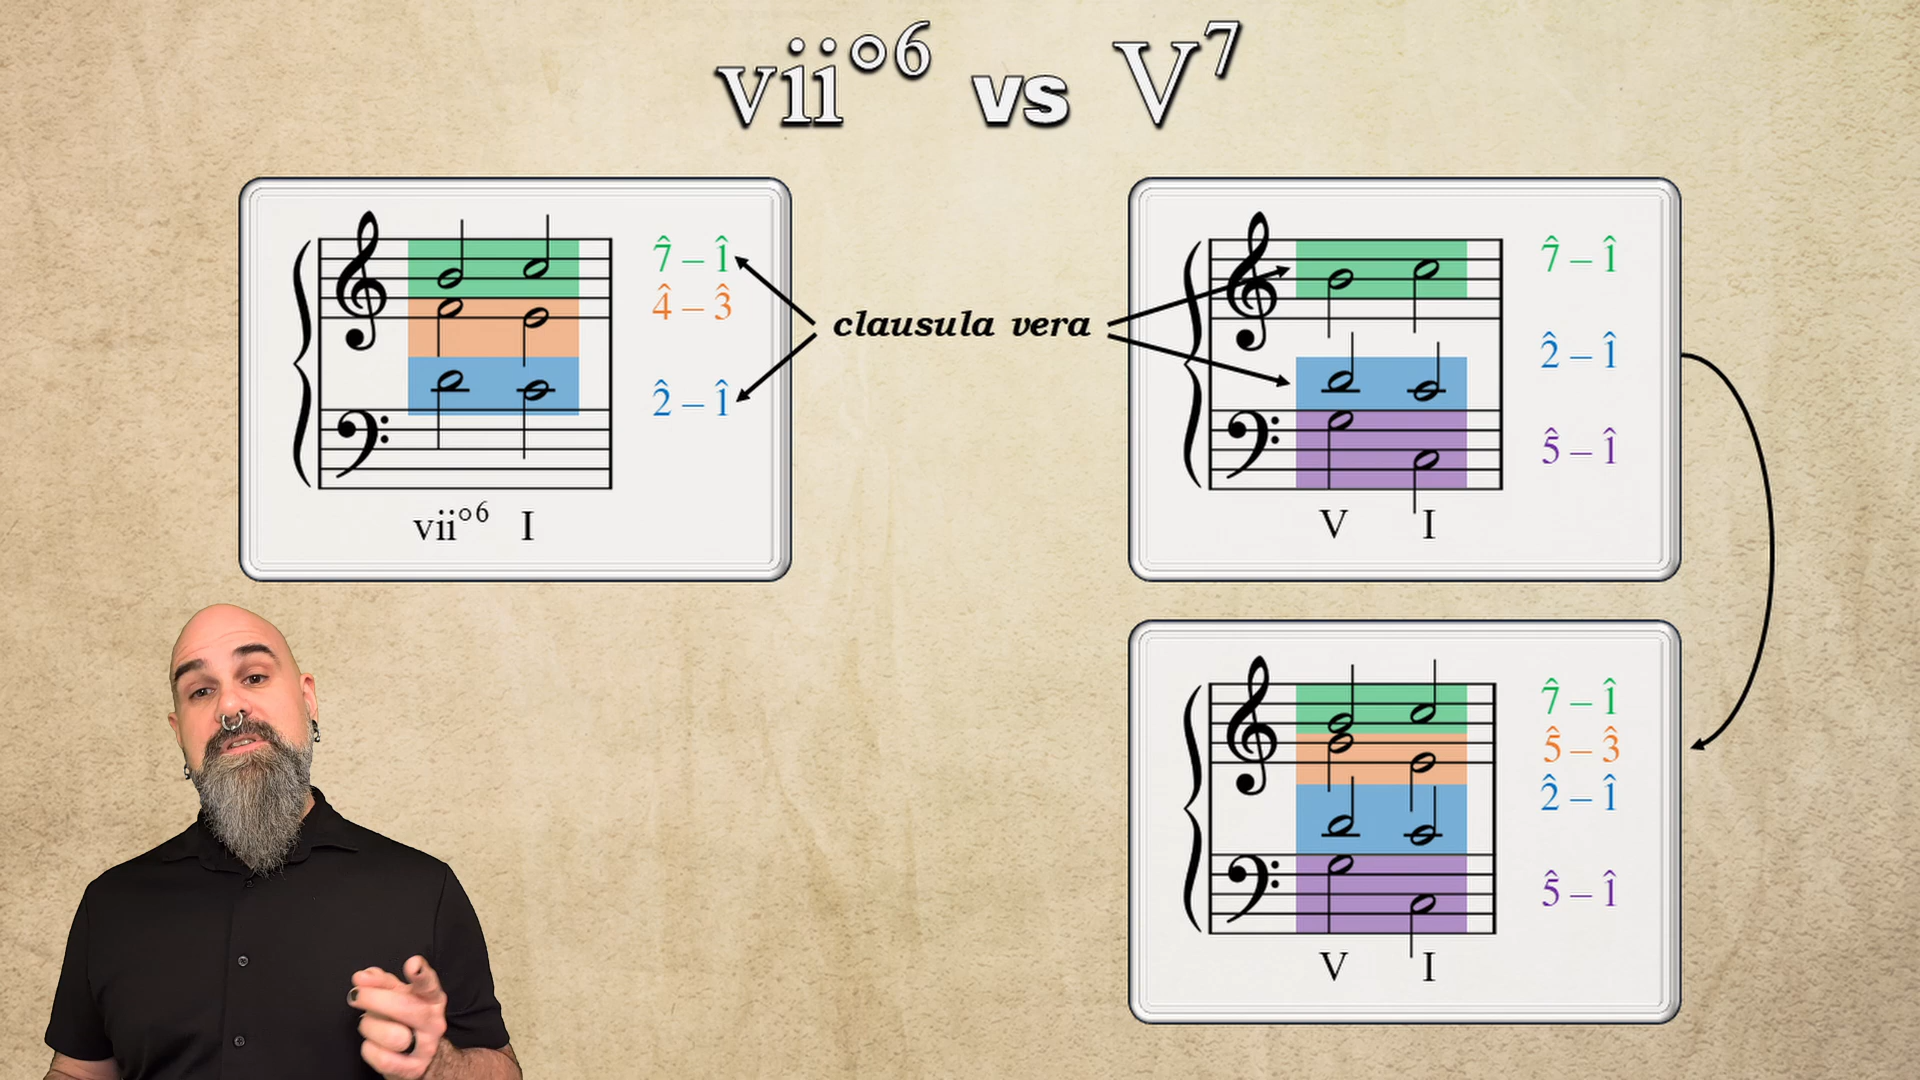 vii°⁶ vs V⁷
7̂ – 1̂
4̂ – 3̂
2̂ – 1̂
vii°⁶ I
clausula vera
7̂ – 1̂
2̂ – 1̂
5̂ – 1̂
V I
7̂ – 1̂
5̂ – 3̂
2̂ – 1̂
5̂ – 1̂
V I